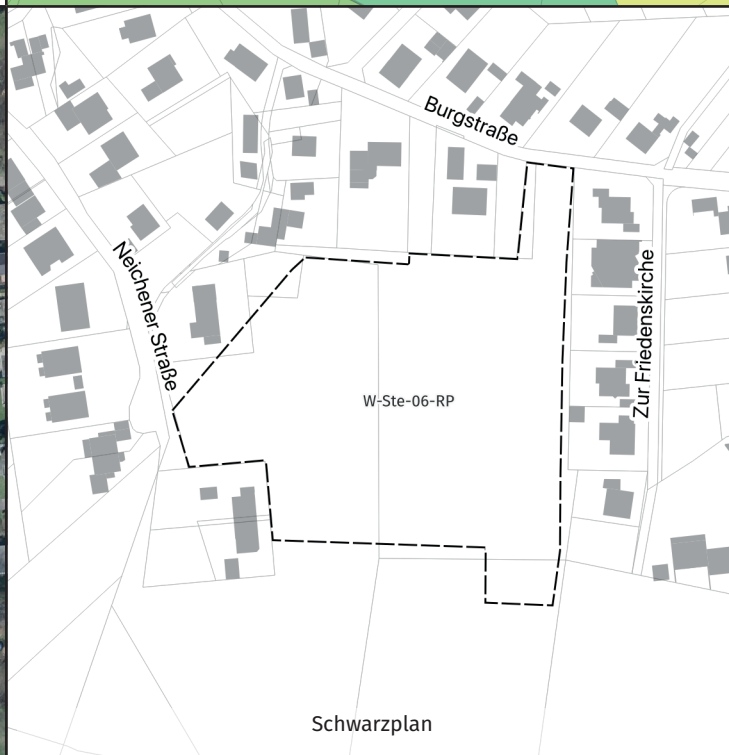 Burgstraße
Neichener Straße
Zur Friedenskirche
W-Ste-06-RP
Schwarzplan